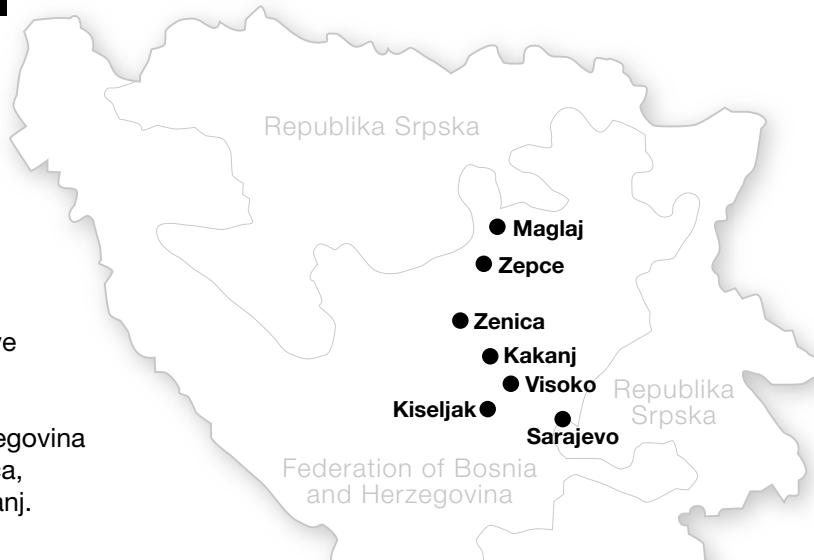 Republika Srpska
Maglaj
Zepce
Zenica
Kakanj
Visoko
Kiseljak
Sarajevo
Republika
Srpska
Federation of Bosnia
and Herzegovina